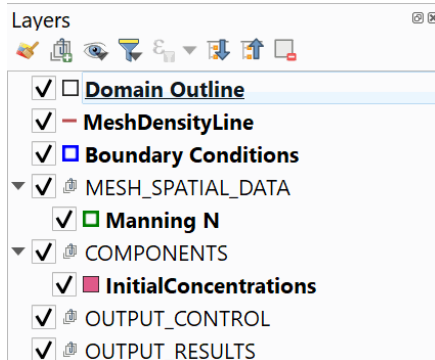 Layers
Domain Outline
MeshDensityLine
Boundary Conditions
MESH_SPATIAL_DATA
Manning N
COMPONENTS
InitialConcentrations
OUTPUT_CONTROL
OUTPUT_RESULTS